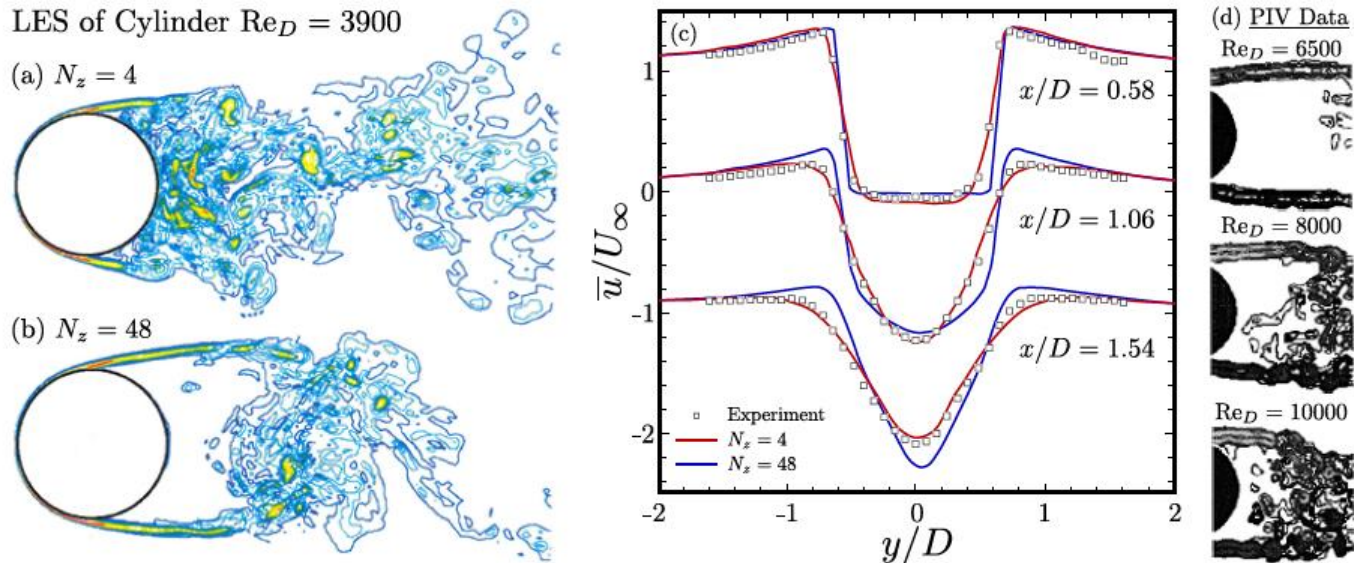 LES of Cylinder Re_D = 3900
(a) N_z = 4
(b) N_z = 48
(c)
u̅/U_∞
1
0
-1
-2
x/D = 0.58
x/D = 1.06
x/D = 1.54
Experiment
N_z = 4
N_z = 48
-2 -1 0 1 2
y/D
(d) PIV Data
Re_D = 6500
Re_D = 8000
Re_D = 10000